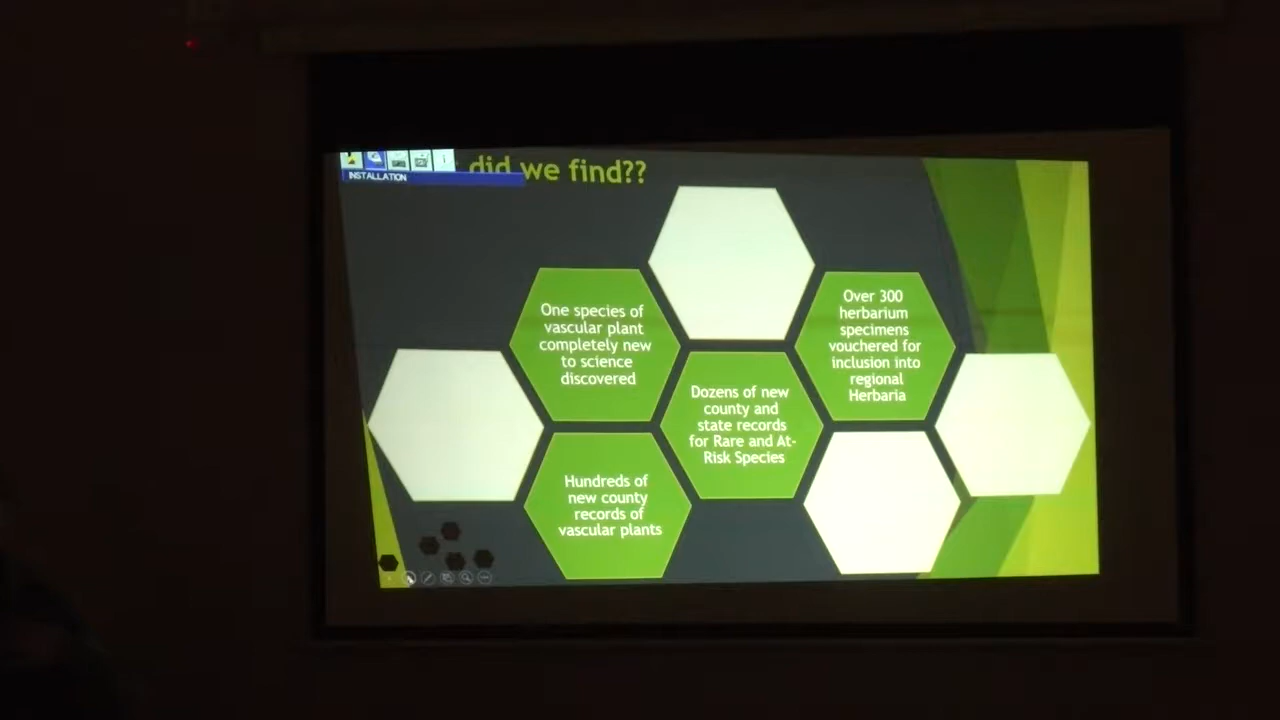 INSTALLATION
did we find??
One species of
vascular plant
completely new
to science
discovered
Over 300
herbarium
specimens
vouchered for
inclusion into
regional
Herbaria
Dozens of new
county and
state records
for Rare and At-
Risk Species
Hundreds of
new county
records of
vascular plants